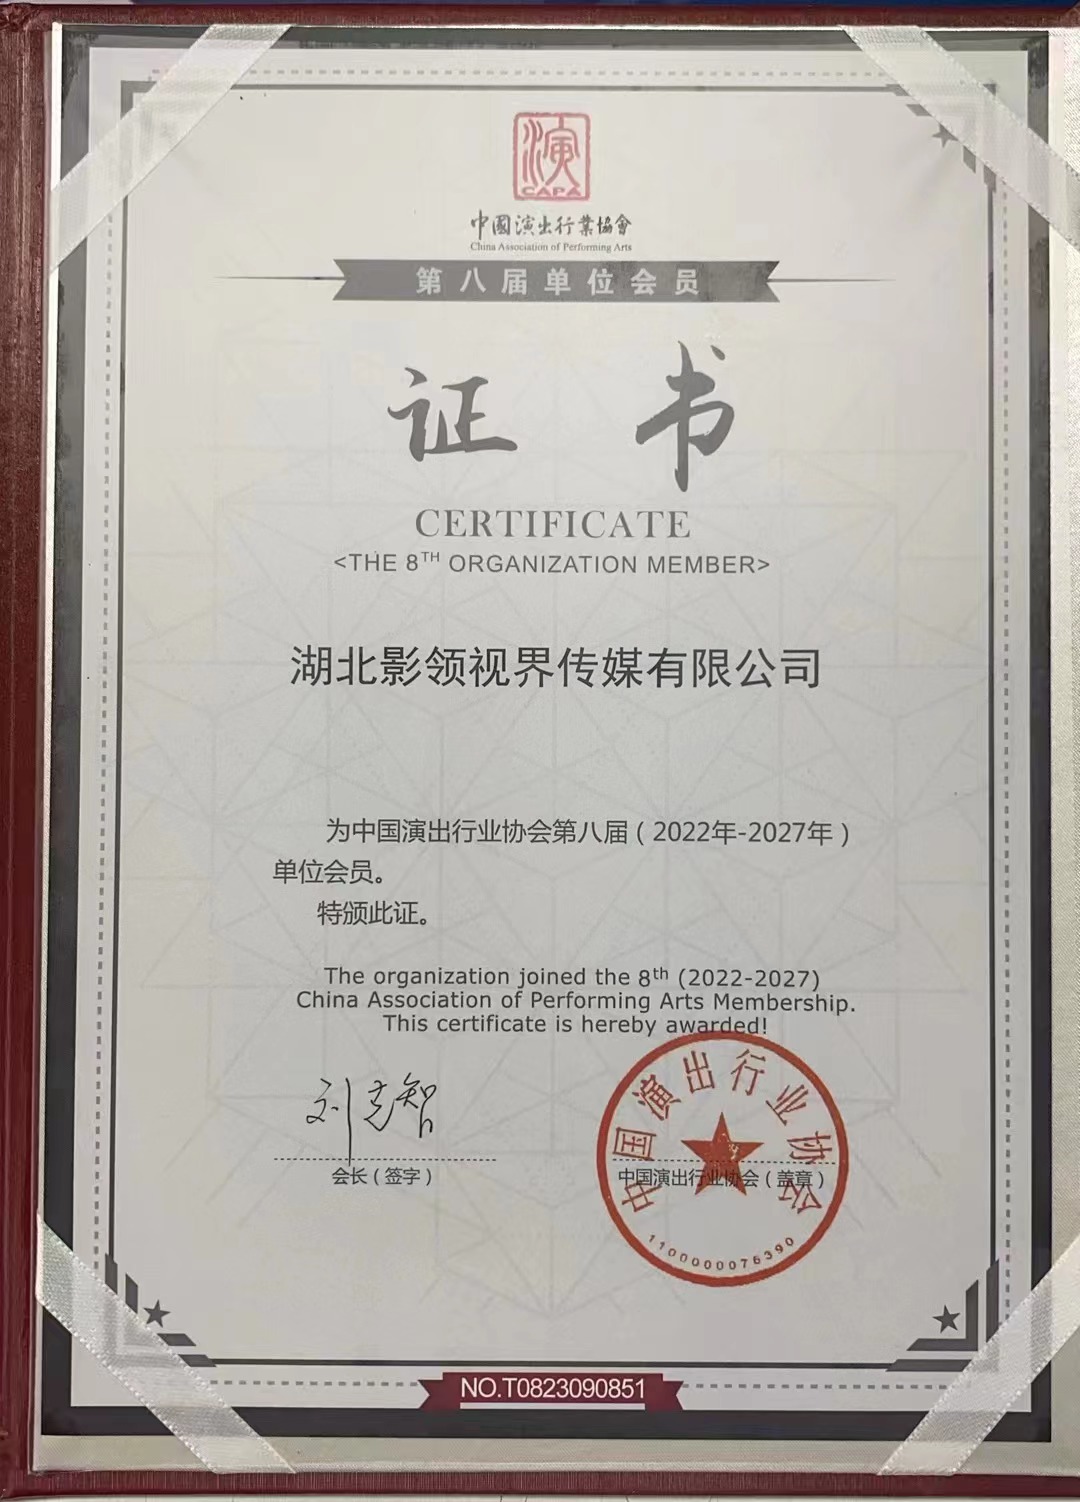 演
CAPA
中國演出行業協會
China Association of Performing Arts
第八届单位会员
证书
CERTIFICATE
<THE 8TH ORGANIZATION MEMBER>
湖北影领视界传媒有限公司
为中国演出行业协会第八届（2022年-2027年）
单位会员。
特颁此证。
The organization joined the 8th (2022-2027)
China Association of Performing Arts Membership.
This certificate is hereby awarded!
刘克智
会长（签字）
中国演出行业协会（盖章）
中国演出行业协会
1100000076390
NO.T0823090851